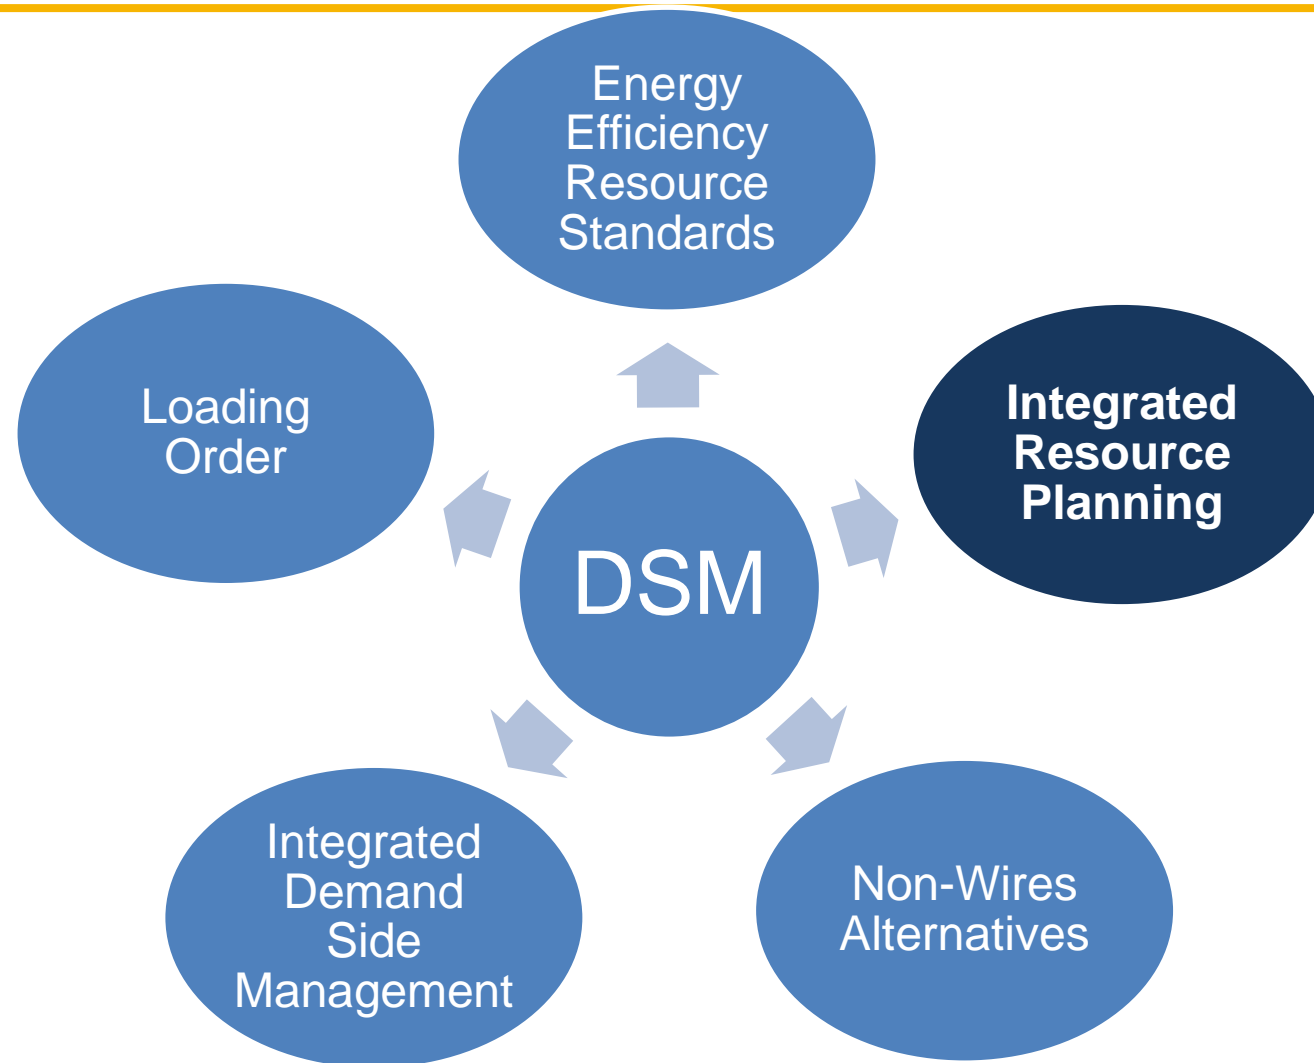 Energy
Efficiency
Resource
Standards
Loading
Order
Integrated
Resource
Planning
DSM
Integrated
Demand
Side
Management
Non-Wires
Alternatives